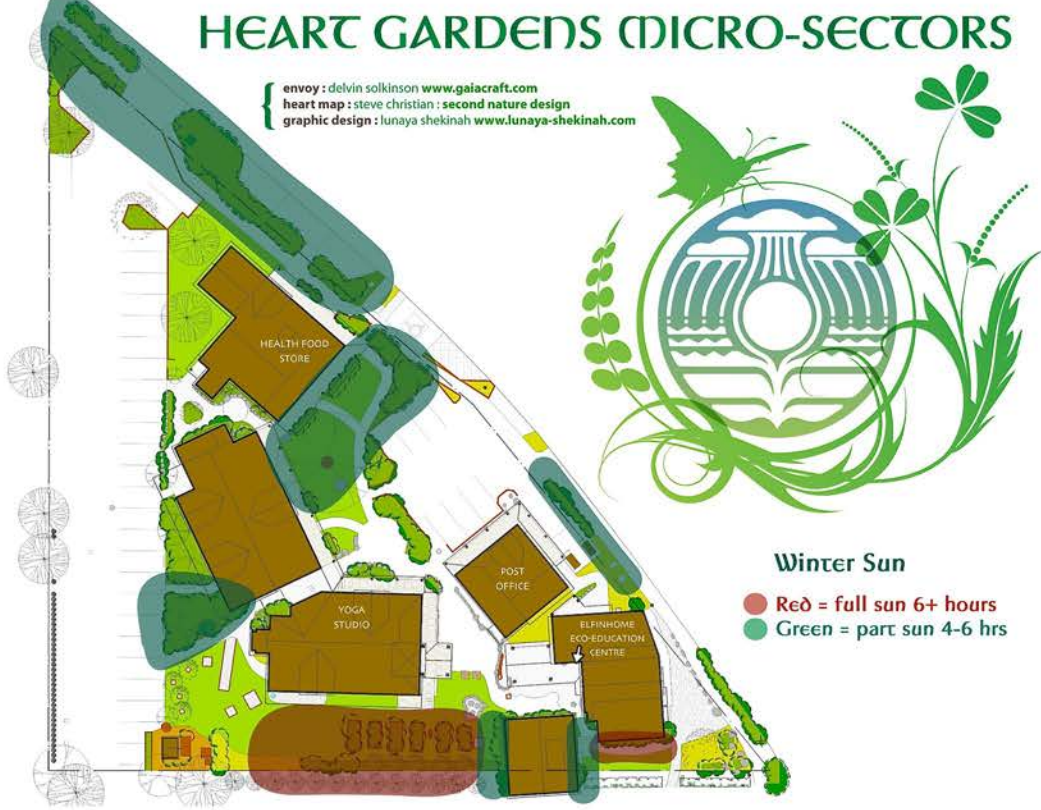 HEART GARDENS MICRO-SECTORS
envoy : delvin solkinson www.gaiacraft.com
heart map : steve christian : second nature design
graphic design : lunaya shekinah www.lunaya-shekinah.com
HEALTH FOOD
STORE
POST
OFFICE
YOGA
STUDIO
ELFINHOME
ECO-EDUCATION
CENTRE
Winter Sun
Red = full sun 6+ hours
Green = part sun 4-6 hrs